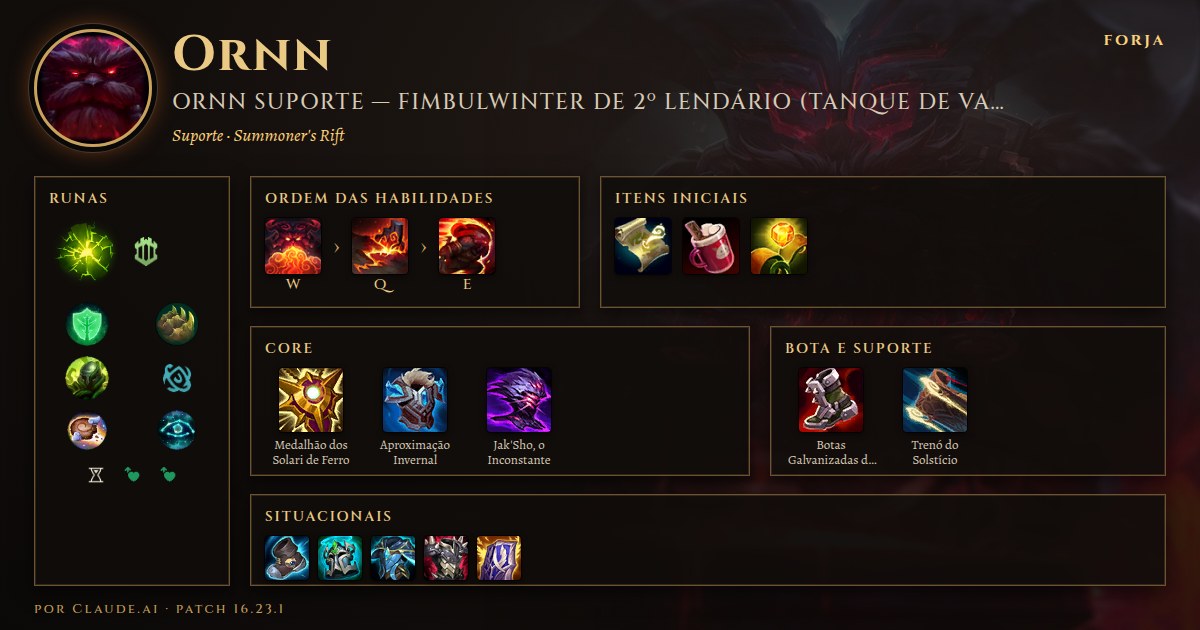 ORNN
FORJA
ORNN SUPORTE — FIMBULWINTER DE 2º LENDÁRIO (TANQUE DE VA...
Suporte · Summoner's Rift
RUNAS
ORDEM DAS HABILIDADES
W
Q
E
ITENS INICIAIS
CORE
Medalhão dos
Solari de Ferro
Aproximação
Invernal
Jak'Sho, o
Inconstante
BOTA E SUPORTE
Botas
Galvanizadas d...
Trenó do
Solstício
SITUACIONAIS
POR CLAUDE.AI · PATCH 16.23.1